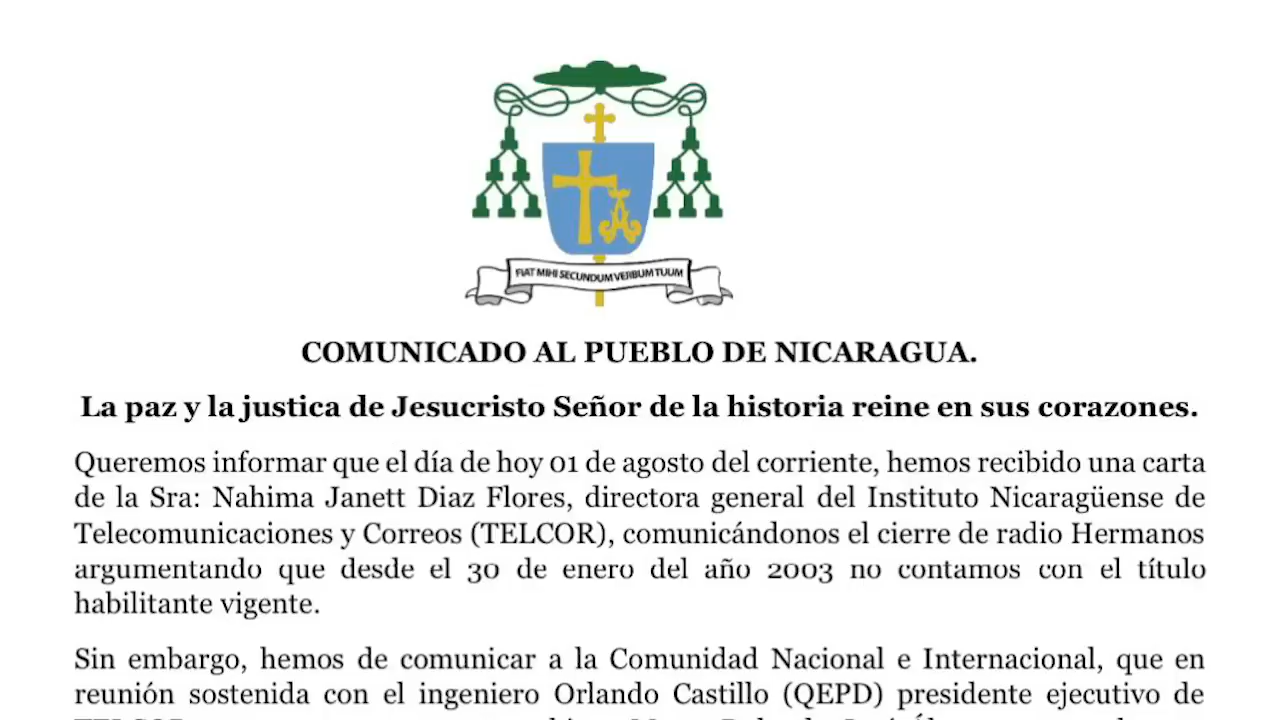 FIAT MIHI SECUNDUM VERBUM TUUM
COMUNICADO AL PUEBLO DE NICARAGUA.
La paz y la justica de Jesucristo Señor de la historia reine en sus corazones.
Queremos informar que el día de hoy 01 de agosto del corriente, hemos recibido una carta
de la Sra: Nahima Janett Diaz Flores, directora general del Instituto Nicaragüense de
Telecomunicaciones y Correos (TELCOR), comunicándonos el cierre de radio Hermanos
argumentando que desde el 30 de enero del año 2003 no contamos con el título
habilitante vigente.
Sin embargo, hemos de comunicar a la Comunidad Nacional e Internacional, que en
reunión sostenida con el ingeniero Orlando Castillo (QEPD) presidente ejecutivo de